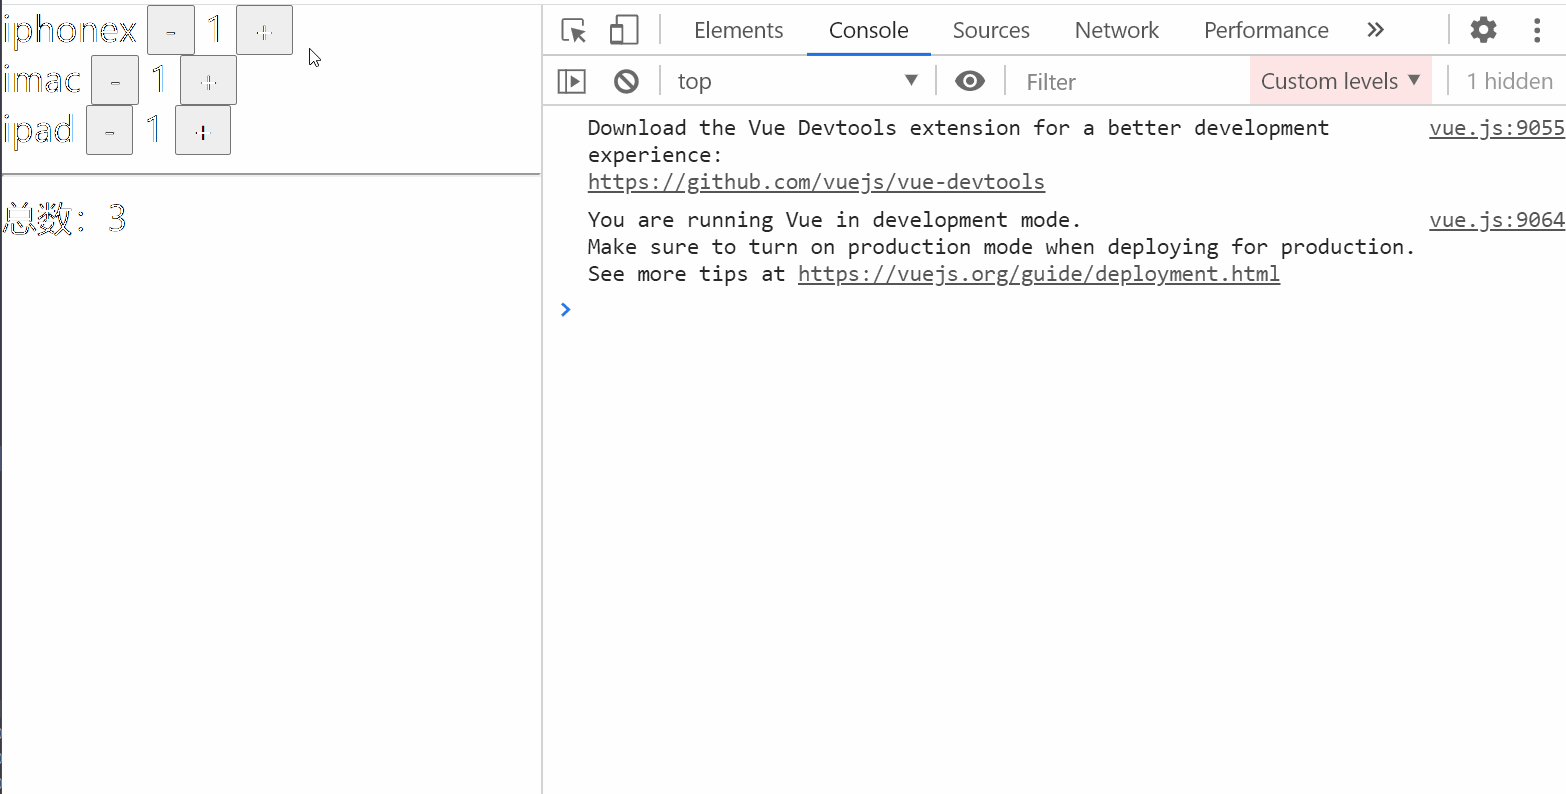 iphonex - 1 +
imac - 1 +
ipad - 1 +
总数：3
Elements Console Sources Network Performance »
top ▼ Filter Custom levels ▼ 1 hidden
Download the Vue Devtools extension for a better development vue.js:9055
experience:
https://github.com/vuejs/vue-devtools
You are running Vue in development mode. vue.js:9064
Make sure to turn on production mode when deploying for production.
See more tips at https://vuejs.org/guide/deployment.html